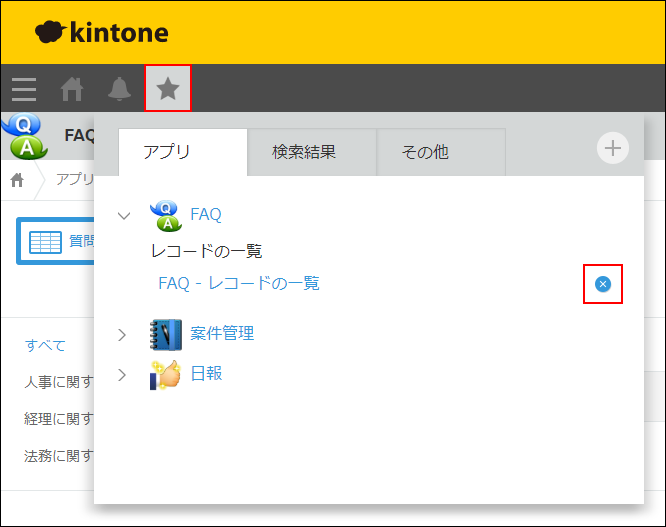 kintone
FAQ
アプリ
検索結果
その他
アプリ
FAQ
質問
レコードの一覧
FAQ - レコードの一覧
案件管理
すべて
日報
人事に関す
経理に関す
法務に関す